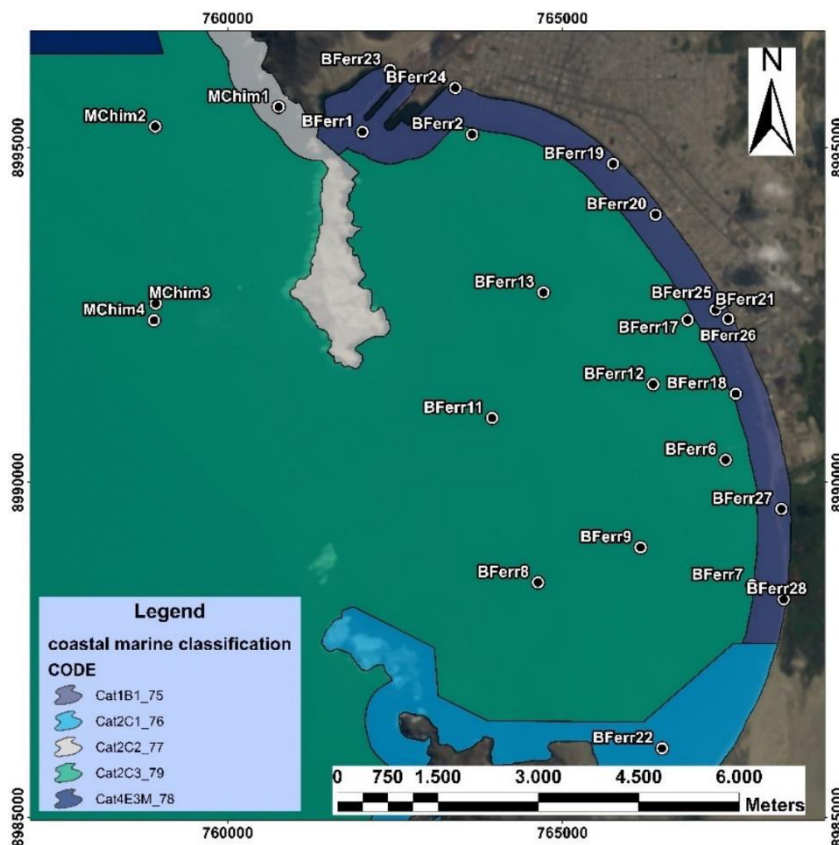 760000 765000
BFerr23
BFerr24
N
MChim1
MChim2
BFerr1
BFerr2
8995000 8995000
BFerr19
BFerr20
BFerr13
MChim3
BFerr25
BFerr21
MChim4
BFerr17
BFerr26
BFerr12
BFerr18
BFerr11
BFerr6
8990000 8990000
BFerr27
BFerr9
BFerr8
BFerr7
BFerr28
Legend
coastal marine classification
CODE
Cat1B1_75
Cat2C1_76
Cat2C2_77
Cat2C3_79
Cat4E3M_78
BFerr22
0 750 1.500 3.000 4.500 6.000
Meters
8985000 8985000
760000 765000